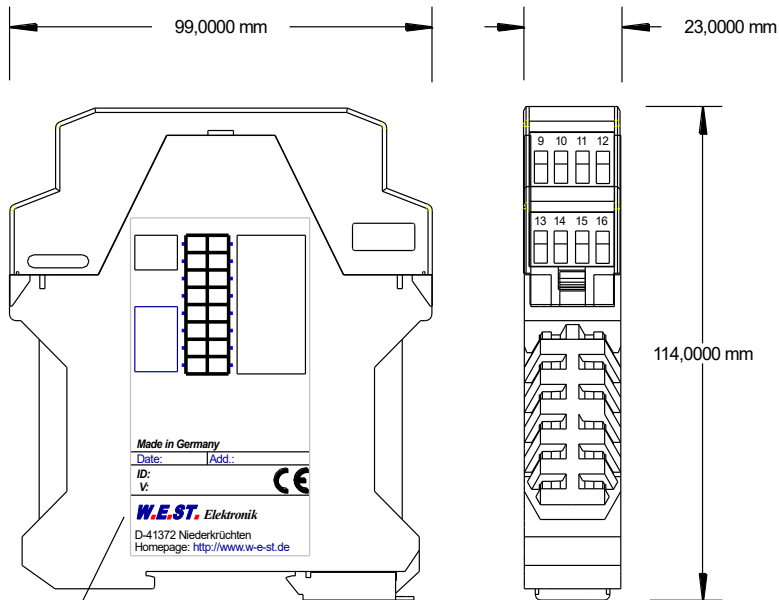 99,0000 mm
23,0000 mm
9 10 11 12
13 14 15 16
114,0000 mm
Made in Germany
Date: Add.:
ID:
V:
CE
W.E.ST. Elektronik
D-41372 Niederkrüchten
Homepage: http://www.w-e-st.de